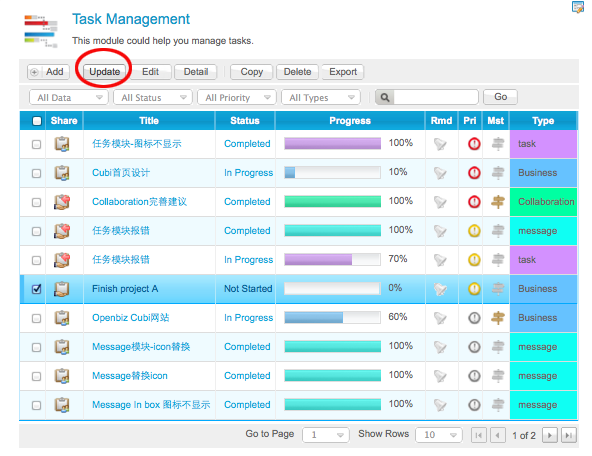 Task Management
This module could help you manage tasks.
Add Update Edit Detail Copy Delete Export
All Data All Status All Priority All Types Go
Share Title Status Progress Rmd Pri Mst Type
任务模块-图标不显示 Completed 100% task
Cubi首页设计 In Progress 10% Business
Collaboration完善建议 Completed 100% Collaboration
任务模块报错 Completed 100% message
任务模块报错 In Progress 70% task
Finish project A Not Started 0% Business
Openbiz Cubi网站 In Progress 60% Business
Message模块-icon替换 Completed 100% message
Message替换icon Completed 100% message
Message In box 图标不显示 Completed 100% message
Go to Page 1 Show Rows 10 1 of 2